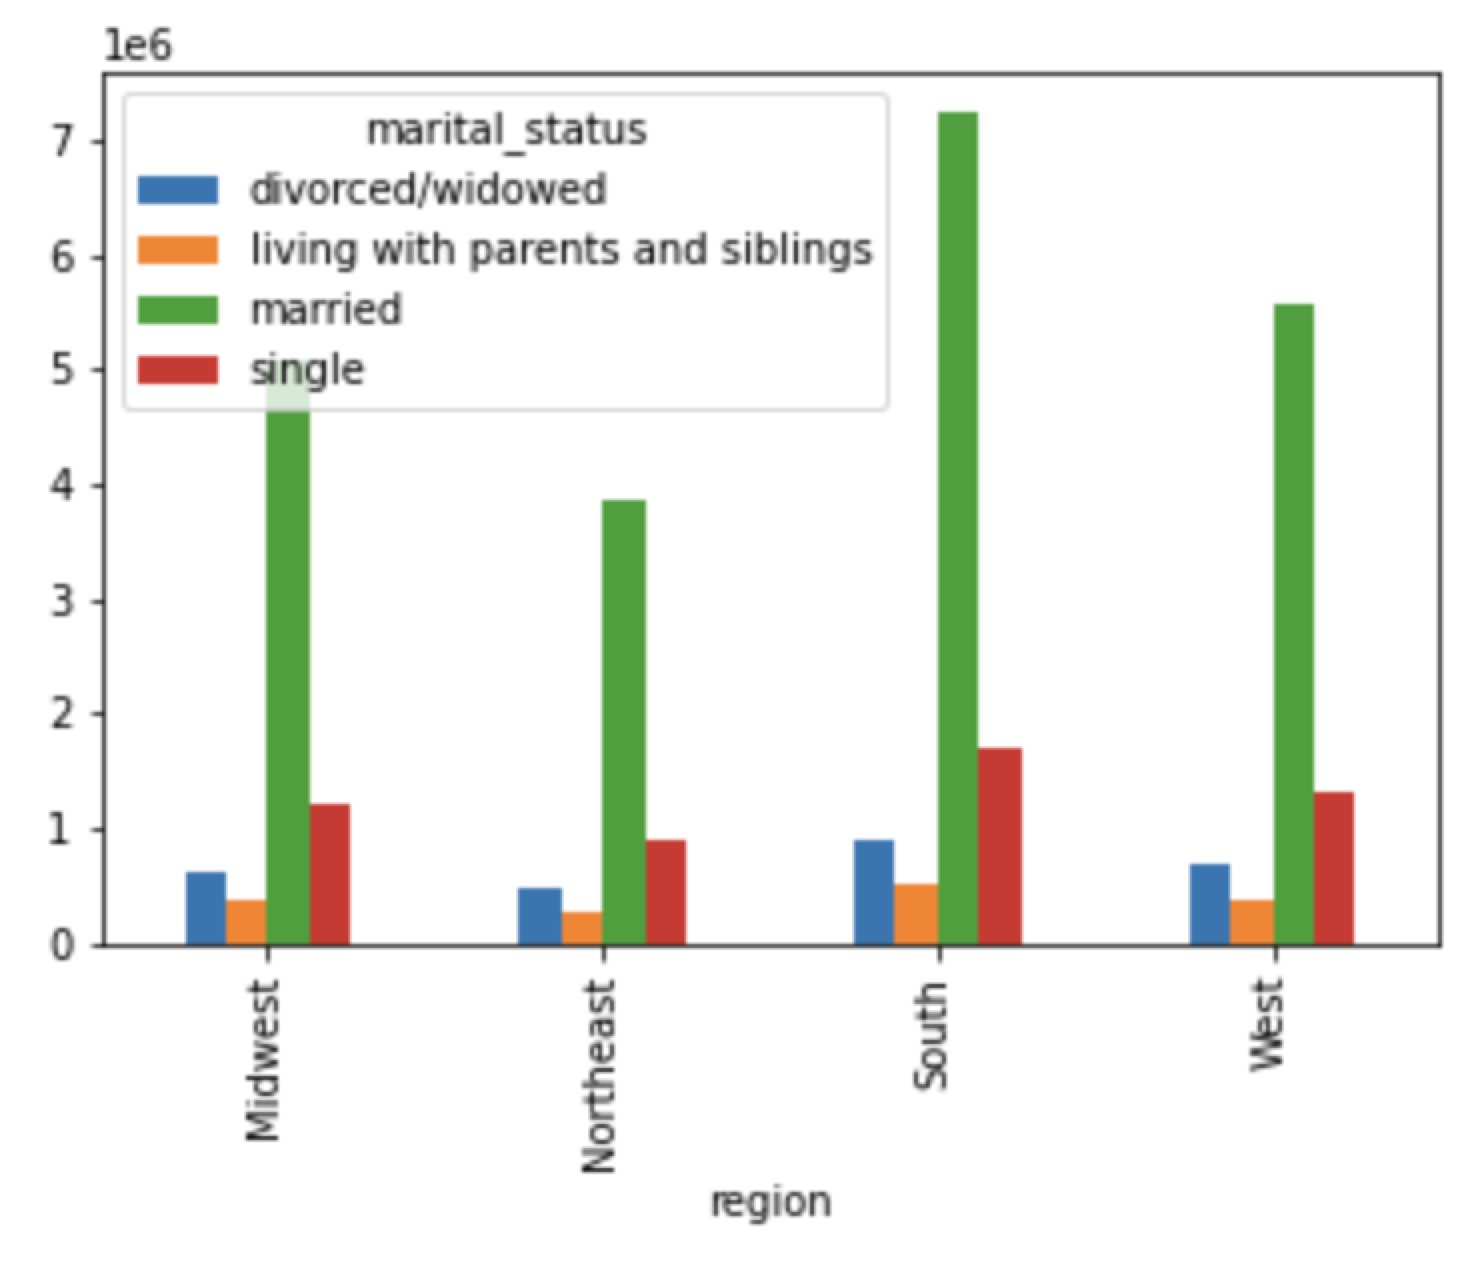 1e6
marital_status
divorced/widowed
living with parents and siblings
married
single
7
6
5
4
3
2
1
0
Midwest
Northeast
South
West
region